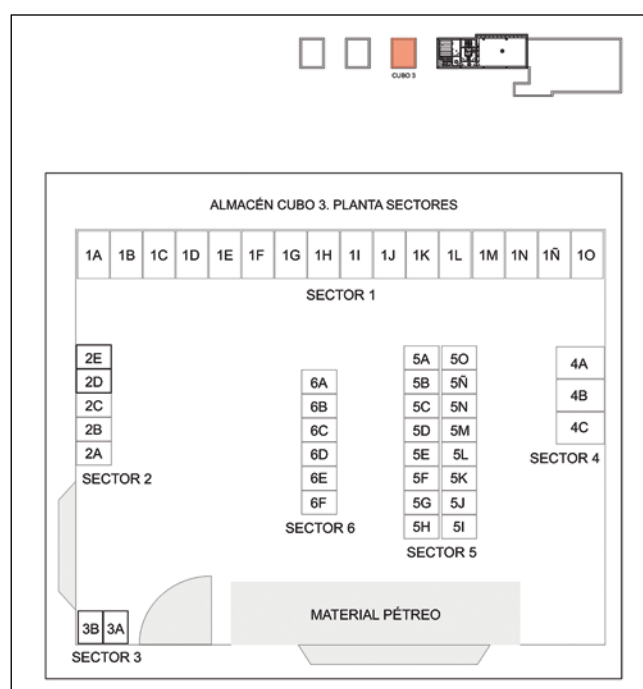 CUBO 3
ALMACÉN CUBO 3. PLANTA SECTORES
1A 1B 1C 1D 1E 1F 1G 1H 1I 1J 1K 1L 1M 1N 1Ñ 1O
SECTOR 1
2E
2D
2C
2B
2A
SECTOR 2
6A
6B
6C
6D
6E
6F
SECTOR 6
5A 5O
5B 5Ñ
5C 5N
5D 5M
5E 5L
5F 5K
5G 5J
5H 5I
SECTOR 5
4A
4B
4C
SECTOR 4
MATERIAL PÉTREO
3B 3A
SECTOR 3